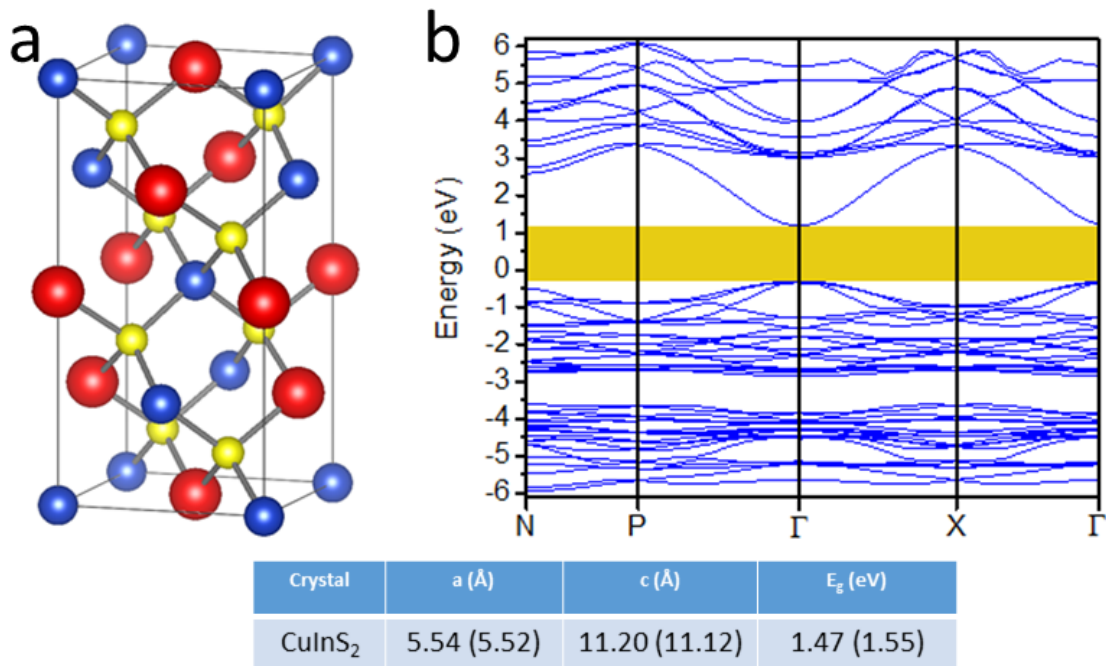 a
b
6
5
4
3
2
1
0
-1
-2
-3
-4
-5
-6
Energy (eV)
N P Γ X Γ
Crystal a (Å) c (Å) E_g (eV)
CuInS₂ 5.54 (5.52) 11.20 (11.12) 1.47 (1.55)